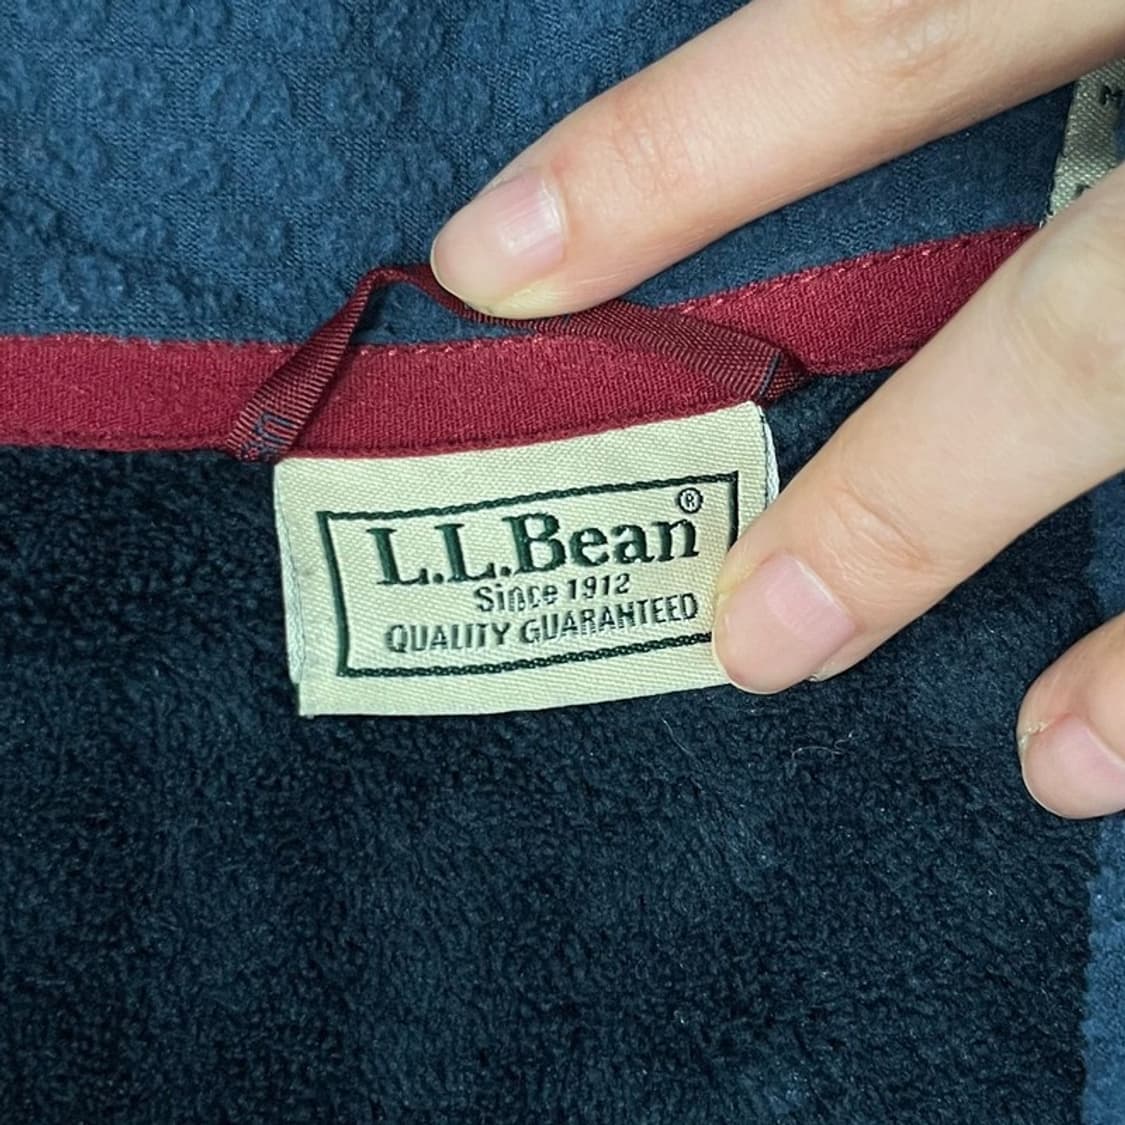 L.L.Bean®
Since 1912
QUALITY GUARANTEED